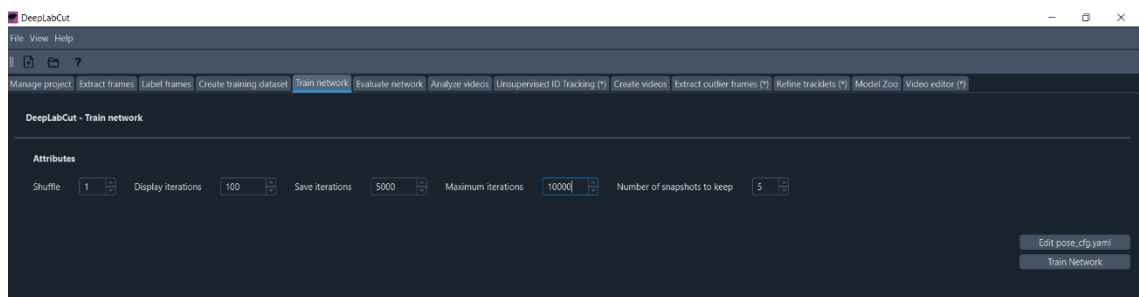 DeepLabCut
File View Help
?
Manage project Extract frames Label frames Create training dataset Train network Evaluate network Analyze videos Unsupervised ID Tracking (*) Create videos Extract outlier frames (*) Refine tracklets (*) Model Zoo Video editor (*)
DeepLabCut - Train network
Attributes
Shuffle 1 Display iterations 100 Save iterations 5000 Maximum iterations 10000 Number of snapshots to keep 5
Edit pose_cfg.yaml
Train Network